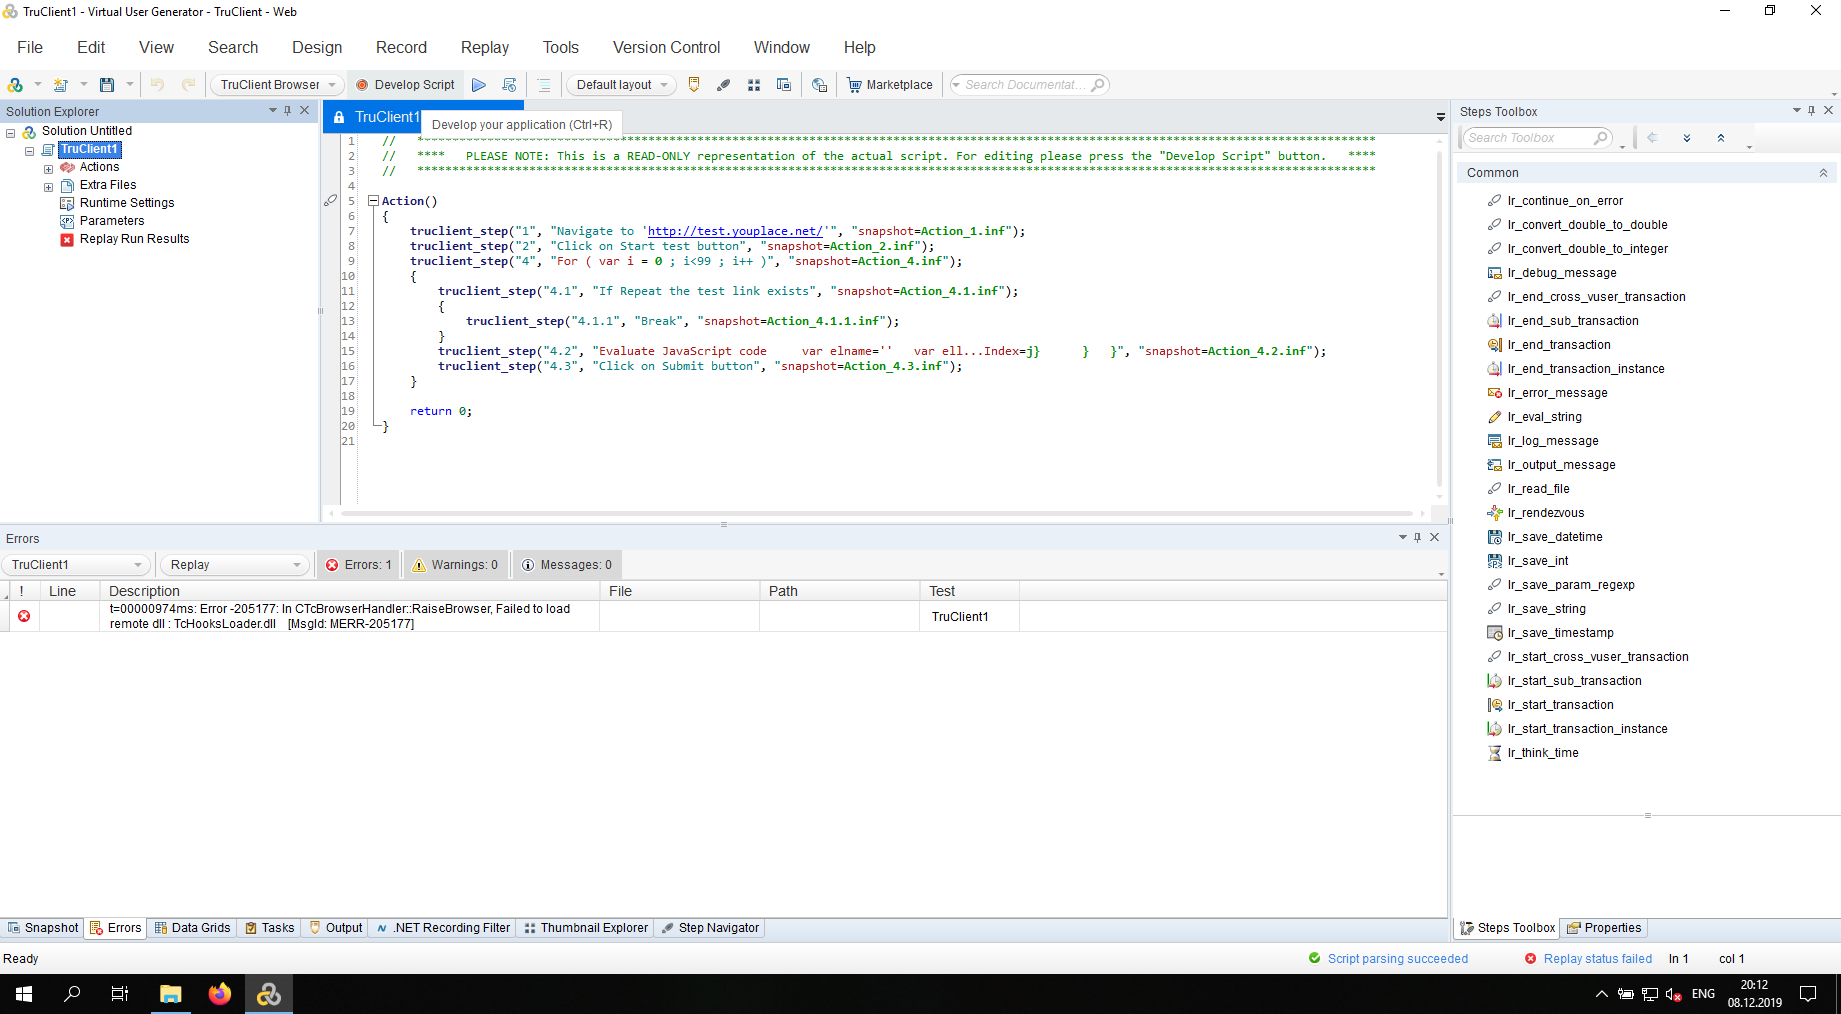 TruClient1 - Virtual User Generator - TruClient - Web
File Edit View Search Design Record Replay Tools Version Control Window Help
TruClient Browser Develop Script Default layout Marketplace Search Documentat...
Solution Explorer
Solution Untitled
TruClient1
Actions
Extra Files
Runtime Settings
Parameters
Replay Run Results
TruClient1
Develop your application (Ctrl+R)
1 // *****************************************************************************************************************************************
2 // **** PLEASE NOTE: This is a READ-ONLY representation of the actual script. For editing please press the "Develop Script" button. ****
3 // *****************************************************************************************************************************************
4
5 Action()
6 {
7 truclient_step("1", "Navigate to 'http://test.youplace.net/'", "snapshot=Action_1.inf");
8 truclient_step("2", "Click on Start test button", "snapshot=Action_2.inf");
9 truclient_step("4", "For ( var i = 0 ; i<99 ; i++ )", "snapshot=Action_4.inf");
10 {
11 truclient_step("4.1", "If Repeat the test link exists", "snapshot=Action_4.1.inf");
12 {
13 truclient_step("4.1.1", "Break", "snapshot=Action_4.1.1.inf");
14 }
15 truclient_step("4.2", "Evaluate JavaScript code var elname='' var ell...Index=j} } }", "snapshot=Action_4.2.inf");
16 truclient_step("4.3", "Click on Submit button", "snapshot=Action_4.3.inf");
17 }
18
19 return 0;
20 }
21
Steps Toolbox
Search Toolbox
Common
lr_continue_on_error
lr_convert_double_to_double
lr_convert_double_to_integer
lr_debug_message
lr_end_cross_vuser_transaction
lr_end_sub_transaction
lr_end_transaction
lr_end_transaction_instance
lr_error_message
lr_eval_string
lr_log_message
lr_output_message
lr_read_file
lr_rendezvous
lr_save_datetime
lr_save_int
lr_save_param_regexp
lr_save_string
lr_save_timestamp
lr_start_cross_vuser_transaction
lr_start_sub_transaction
lr_start_transaction
lr_start_transaction_instance
lr_think_time
Errors
TruClient1 Replay Errors: 1 Warnings: 0 Messages: 0
! Line Description File Path Test
t=00000974ms: Error -205177: In CTcBrowserHandler::RaiseBrowser, Failed to load
remote dll : TcHooksLoader.dll [MsgId: MERR-205177]
TruClient1
Snapshot Errors Data Grids Tasks Output .NET Recording Filter Thumbnail Explorer Step Navigator
Steps Toolbox Properties
Ready Script parsing succeeded Replay status failed ln 1 col 1
ENG
20:12
08.12.2019